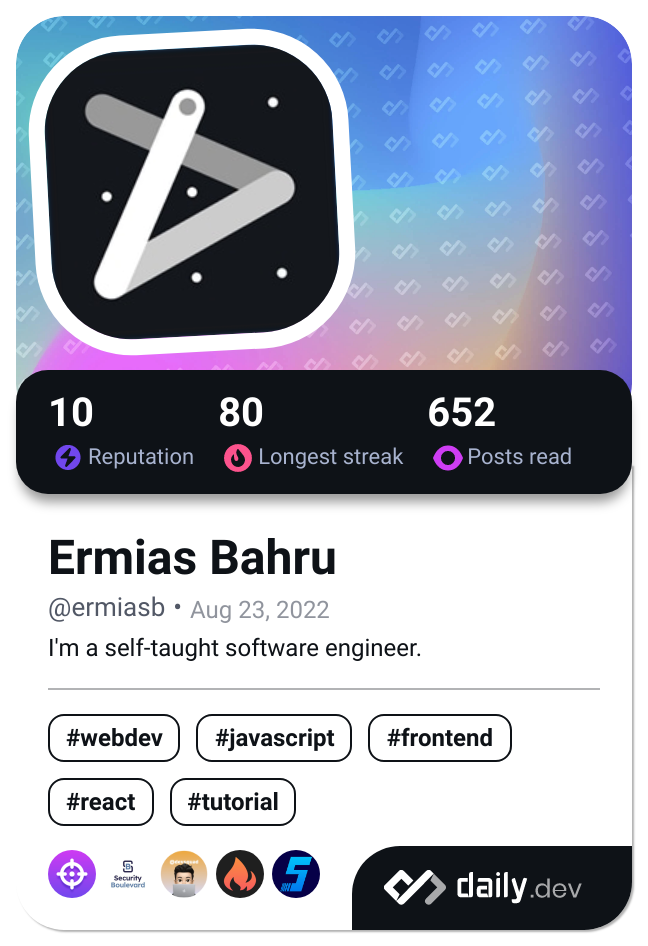 10 80 652
Reputation Longest streak Posts read
Ermias Bahru
@ermiasb • Aug 23, 2022
I'm a self-taught software engineer.
#webdev #javascript #frontend
#react #tutorial
Security
Boulevard
daily.dev